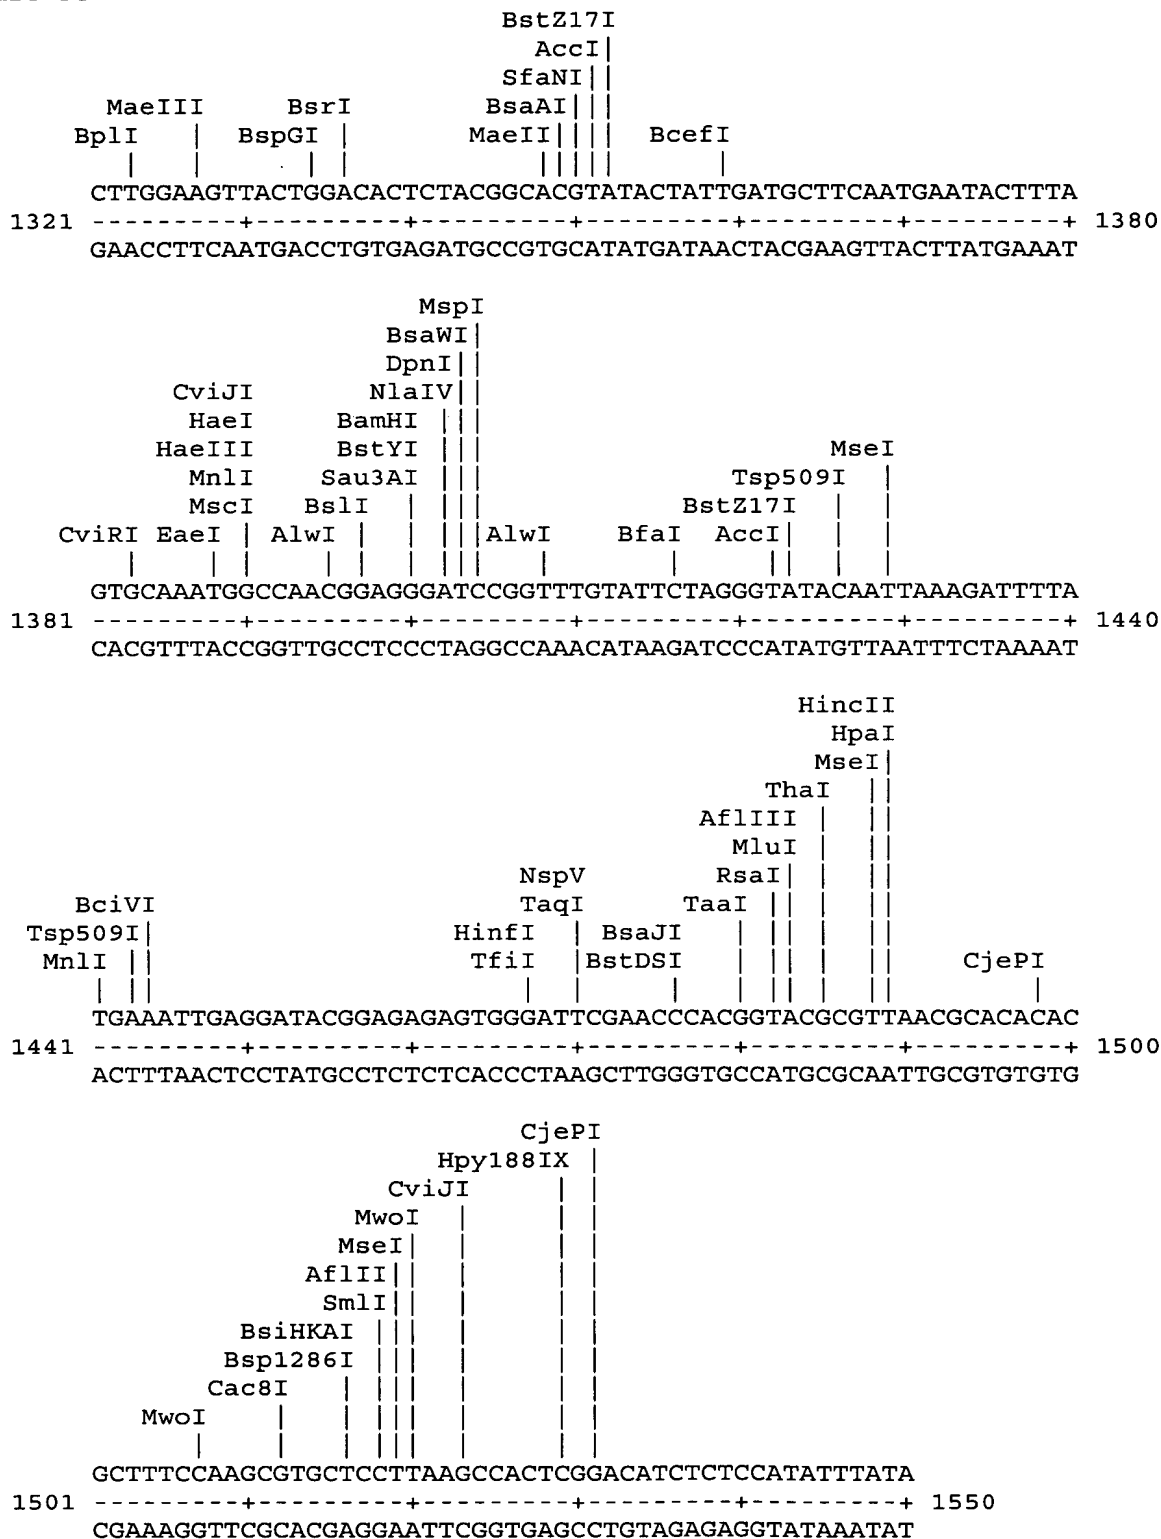 BstZ17I
AccI|
SfaNI||
MaeIII BsrI BsaAI|||
BplI | BspGI | MaeII|||| BcefI
CTTGGAAGTTACTGGACACTCTACGGCACGTATACTATTGATGCTTCAATGAATACTTTA
1321 ---------+---------+---------+---------+---------+---------+ 1380
GAACCTTCAATGACCTGTGAGATGCCGTGCATATGATAACTACGAAGTTACTTATGAAAT
MspI
BsaWI|
DpnI||
CviJI NlaIV|||
HaeI BamHI ||||
HaeIII BstYI ||||
MnlI Sau3AI Tsp509I MseI
MscI BslI | BstZ17I | |
CviRI EaeI | AlwI | | AlwI BfaI AccI| | |
GTGCAAATGGCCAACGGAGGGATCCGGTTTGTATTCTAGGGTATACAATTAAAGATTTTA
1381 ---------+---------+---------+---------+---------+---------+ 1440
CACGTTTACCGGTTGCCTCCCTAGGCCAAACATAAGATCCCATATGTTAATTTCTAAAAT
HincII
HpaI
MseI|
ThaI ||
AflIII | ||
MluI | ||
NspV RsaI| | ||
BciVI TaqI TaaI || | ||
Tsp509I| HinfI | BsaJI | || | ||
MnlI || TfiI | BstDSI | || | || CjePI
TGAAATTGAGGATACGGAGAGAGTGGGATTCGAACCCACGGTACGCGTTAACGCACACAC
1441 ---------+---------+---------+---------+---------+---------+ 1500
ACTTTAACTCCTATGCCTCTCTCACCCTAAGCTTGGGTGCCATGCGCAATTGCGTGTGTG
CjePI
Hpy188IX |
CviJI | |
MwoI | | |
MseI| | | |
AflII|| | | |
SmlI|| | | |
BsiHKAI ||| | | |
Bsp1286I ||| | | |
Cac8I | ||| | | |
MwoI | | ||| | | |
GCTTTCCAAGCGTGCTCCTTAAGCCACTCGGACATCTCTCCATATTTATA
1501 ---------+---------+---------+---------+---------+ 1550
CGAAAGGTTCGCACGAGGAATTCGGTGAGCCTGTAGAGAGGTATAAATAT